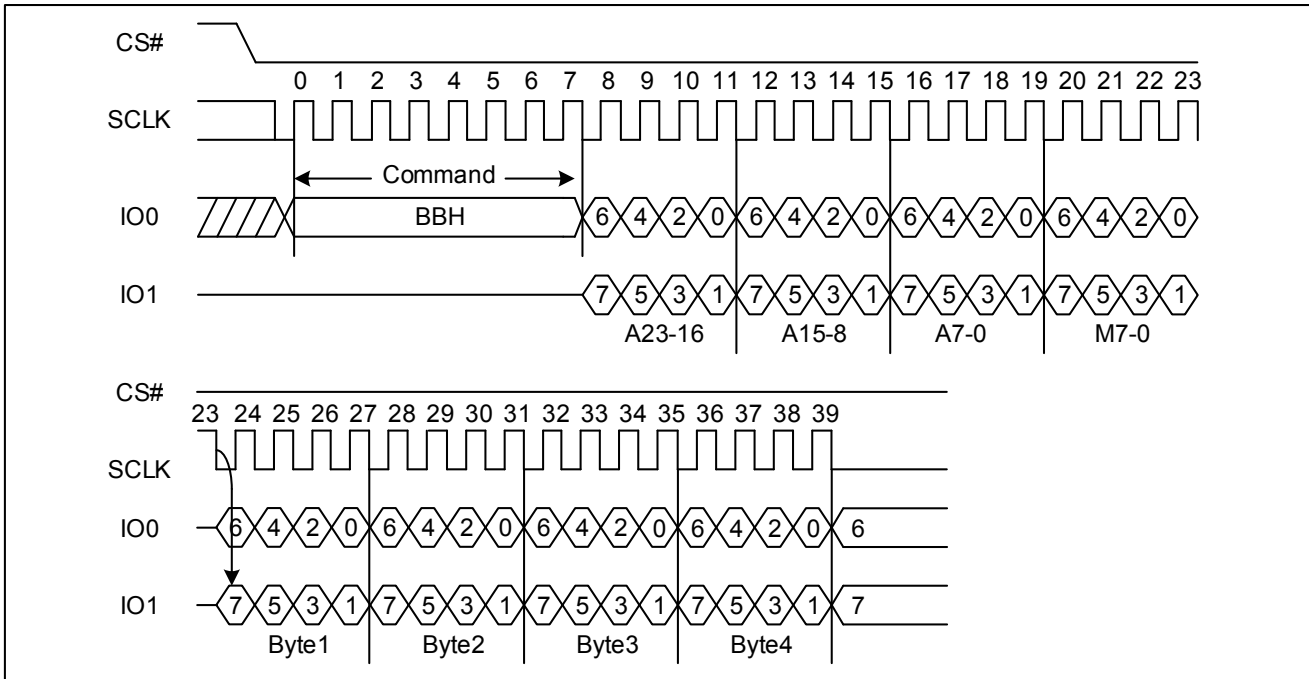 CS#
0 1 2 3 4 5 6 7 8 9 10 11 12 13 14 15 16 17 18 19 20 21 22 23
SCLK
Command
IO0 BBH 6 4 2 0 6 4 2 0 6 4 2 0 6 4 2 0
IO1 7 5 3 1 7 5 3 1 7 5 3 1 7 5 3 1
A23-16 A15-8 A7-0 M7-0
CS#
23 24 25 26 27 28 29 30 31 32 33 34 35 36 37 38 39
SCLK
IO0 6 4 2 0 6 4 2 0 6 4 2 0 6 4 2 0 6
IO1 7 5 3 1 7 5 3 1 7 5 3 1 7 5 3 1 7
Byte1 Byte2 Byte3 Byte4